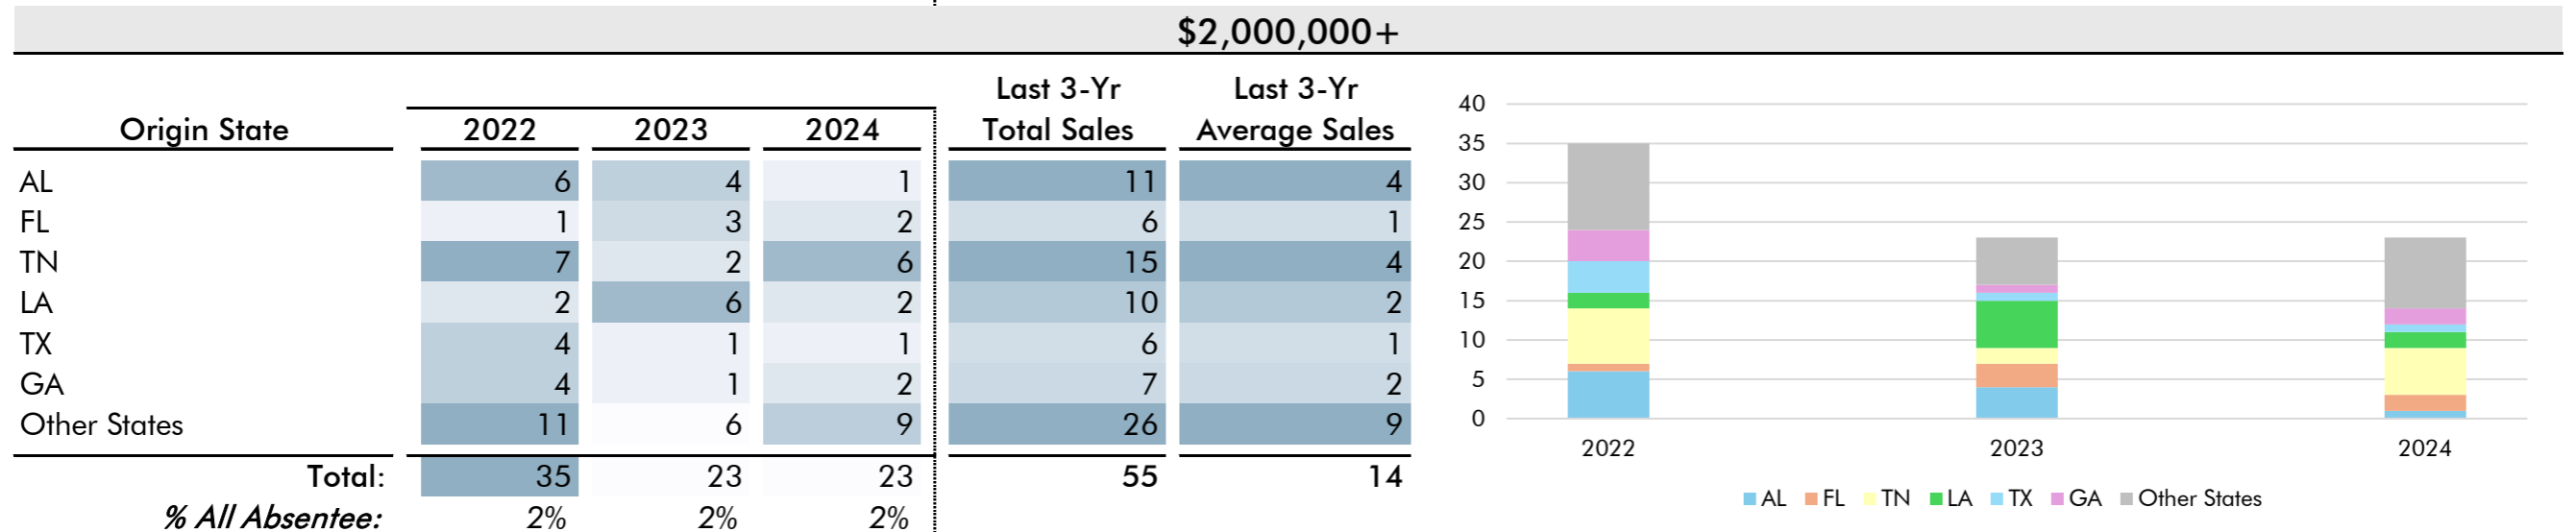 $2,000,000+
Last 3-Yr Last 3-Yr
Origin State 2022 2023 2024 Total Sales Average Sales
AL 6 4 1 11 4
FL 1 3 2 6 1
TN 7 2 6 15 4
LA 2 6 2 10 2
TX 4 1 1 6 1
GA 4 1 2 7 2
Other States 11 6 9 26 9
Total: 35 23 23 55 14
% All Absentee: 2% 2% 2%
40
35
30
25
20
15
10
5
0
2022 2023 2024
AL FL TN LA TX GA Other States